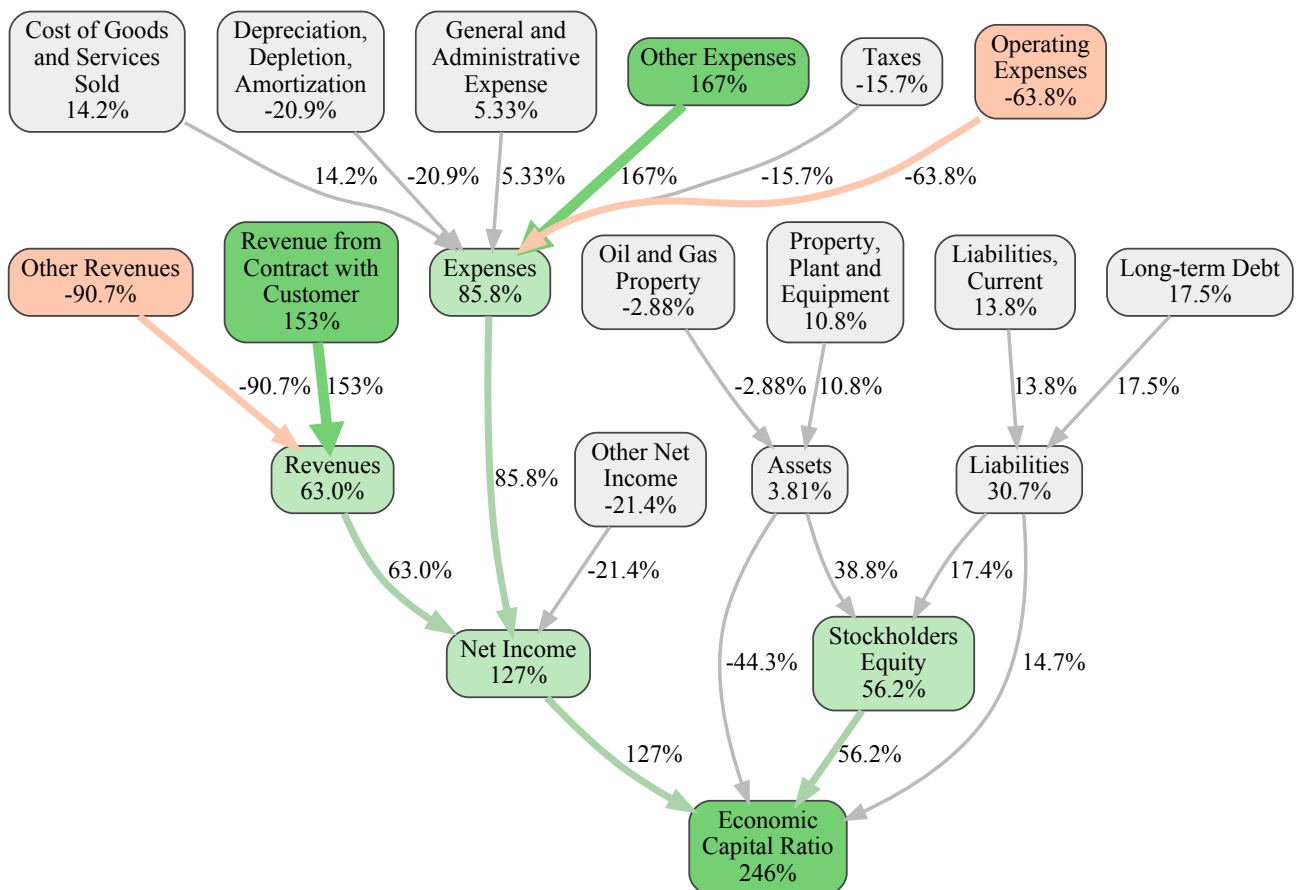 Cost of Goods
and Services
Sold
14.2%
Depreciation,
Depletion,
Amortization
-20.9%
General and
Administrative
Expense
5.33%
Other Expenses
167%
Taxes
-15.7%
Operating
Expenses
-63.8%
14.2%
-20.9%
5.33%
167%
-15.7%
-63.8%
Other Revenues
-90.7%
Revenue from
Contract with
Customer
153%
Expenses
85.8%
Oil and Gas
Property
-2.88%
Property,
Plant and
Equipment
10.8%
Liabilities,
Current
13.8%
Long-term Debt
17.5%
-90.7%
153%
-2.88%
10.8%
13.8%
17.5%
Revenues
63.0%
85.8%
Other Net
Income
-21.4%
Assets
3.81%
Liabilities
30.7%
63.0%
-21.4%
38.8%
17.4%
Net Income
127%
-44.3%
Stockholders
Equity
56.2%
14.7%
127%
56.2%
Economic
Capital Ratio
246%